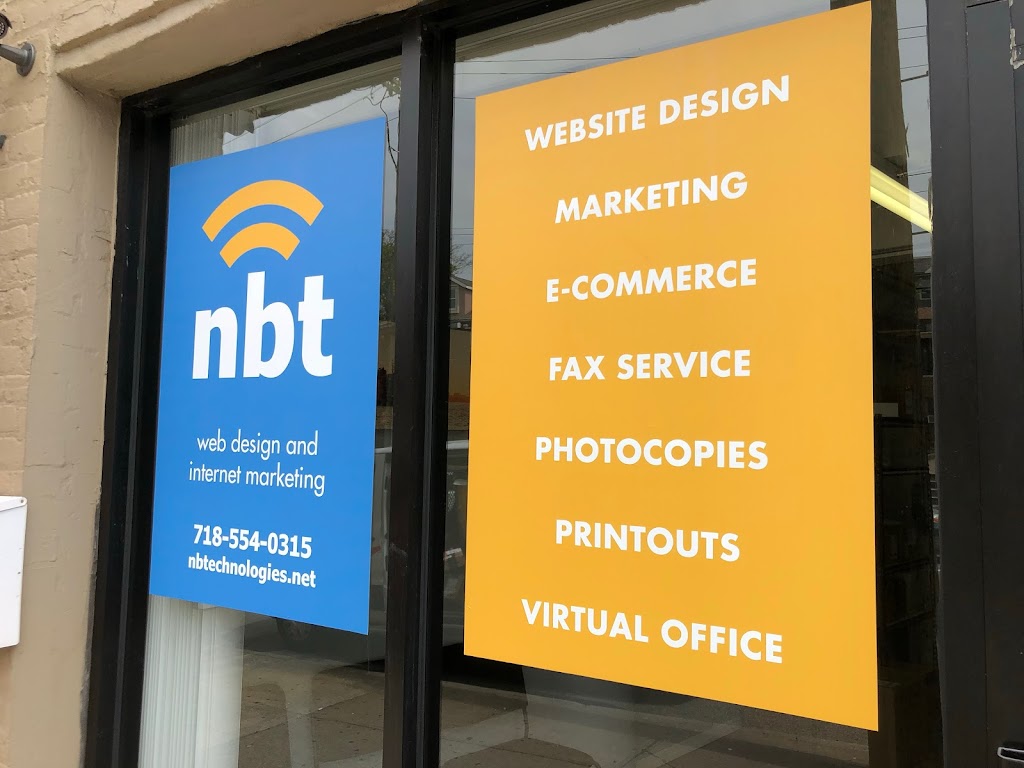 nbt
web design and
internet marketing
718-554-0315
nbtechnologies.net
WEBSITE DESIGN
MARKETING
E-COMMERCE
FAX SERVICE
PHOTOCOPIES
PRINTOUTS
VIRTUAL OFFICE